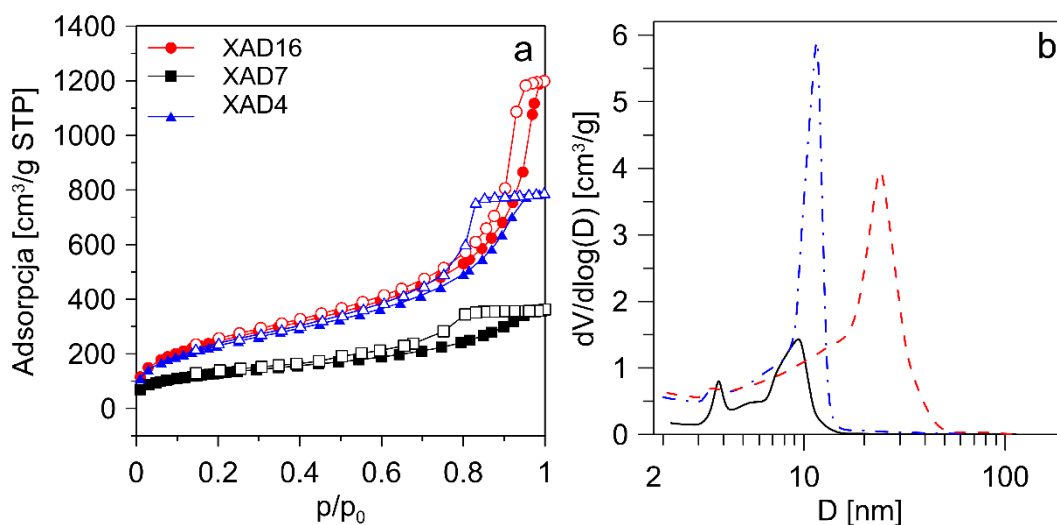 a
XAD16
XAD7
XAD4
Adsorpcja [cm³/g STP]
1400
1200
1000
800
600
400
200
0
0 0.2 0.4 0.6 0.8 1
p/p₀
b
dV/dlog(D) [cm³/g]
6
5
4
3
2
1
0
2 10 100
D [nm]